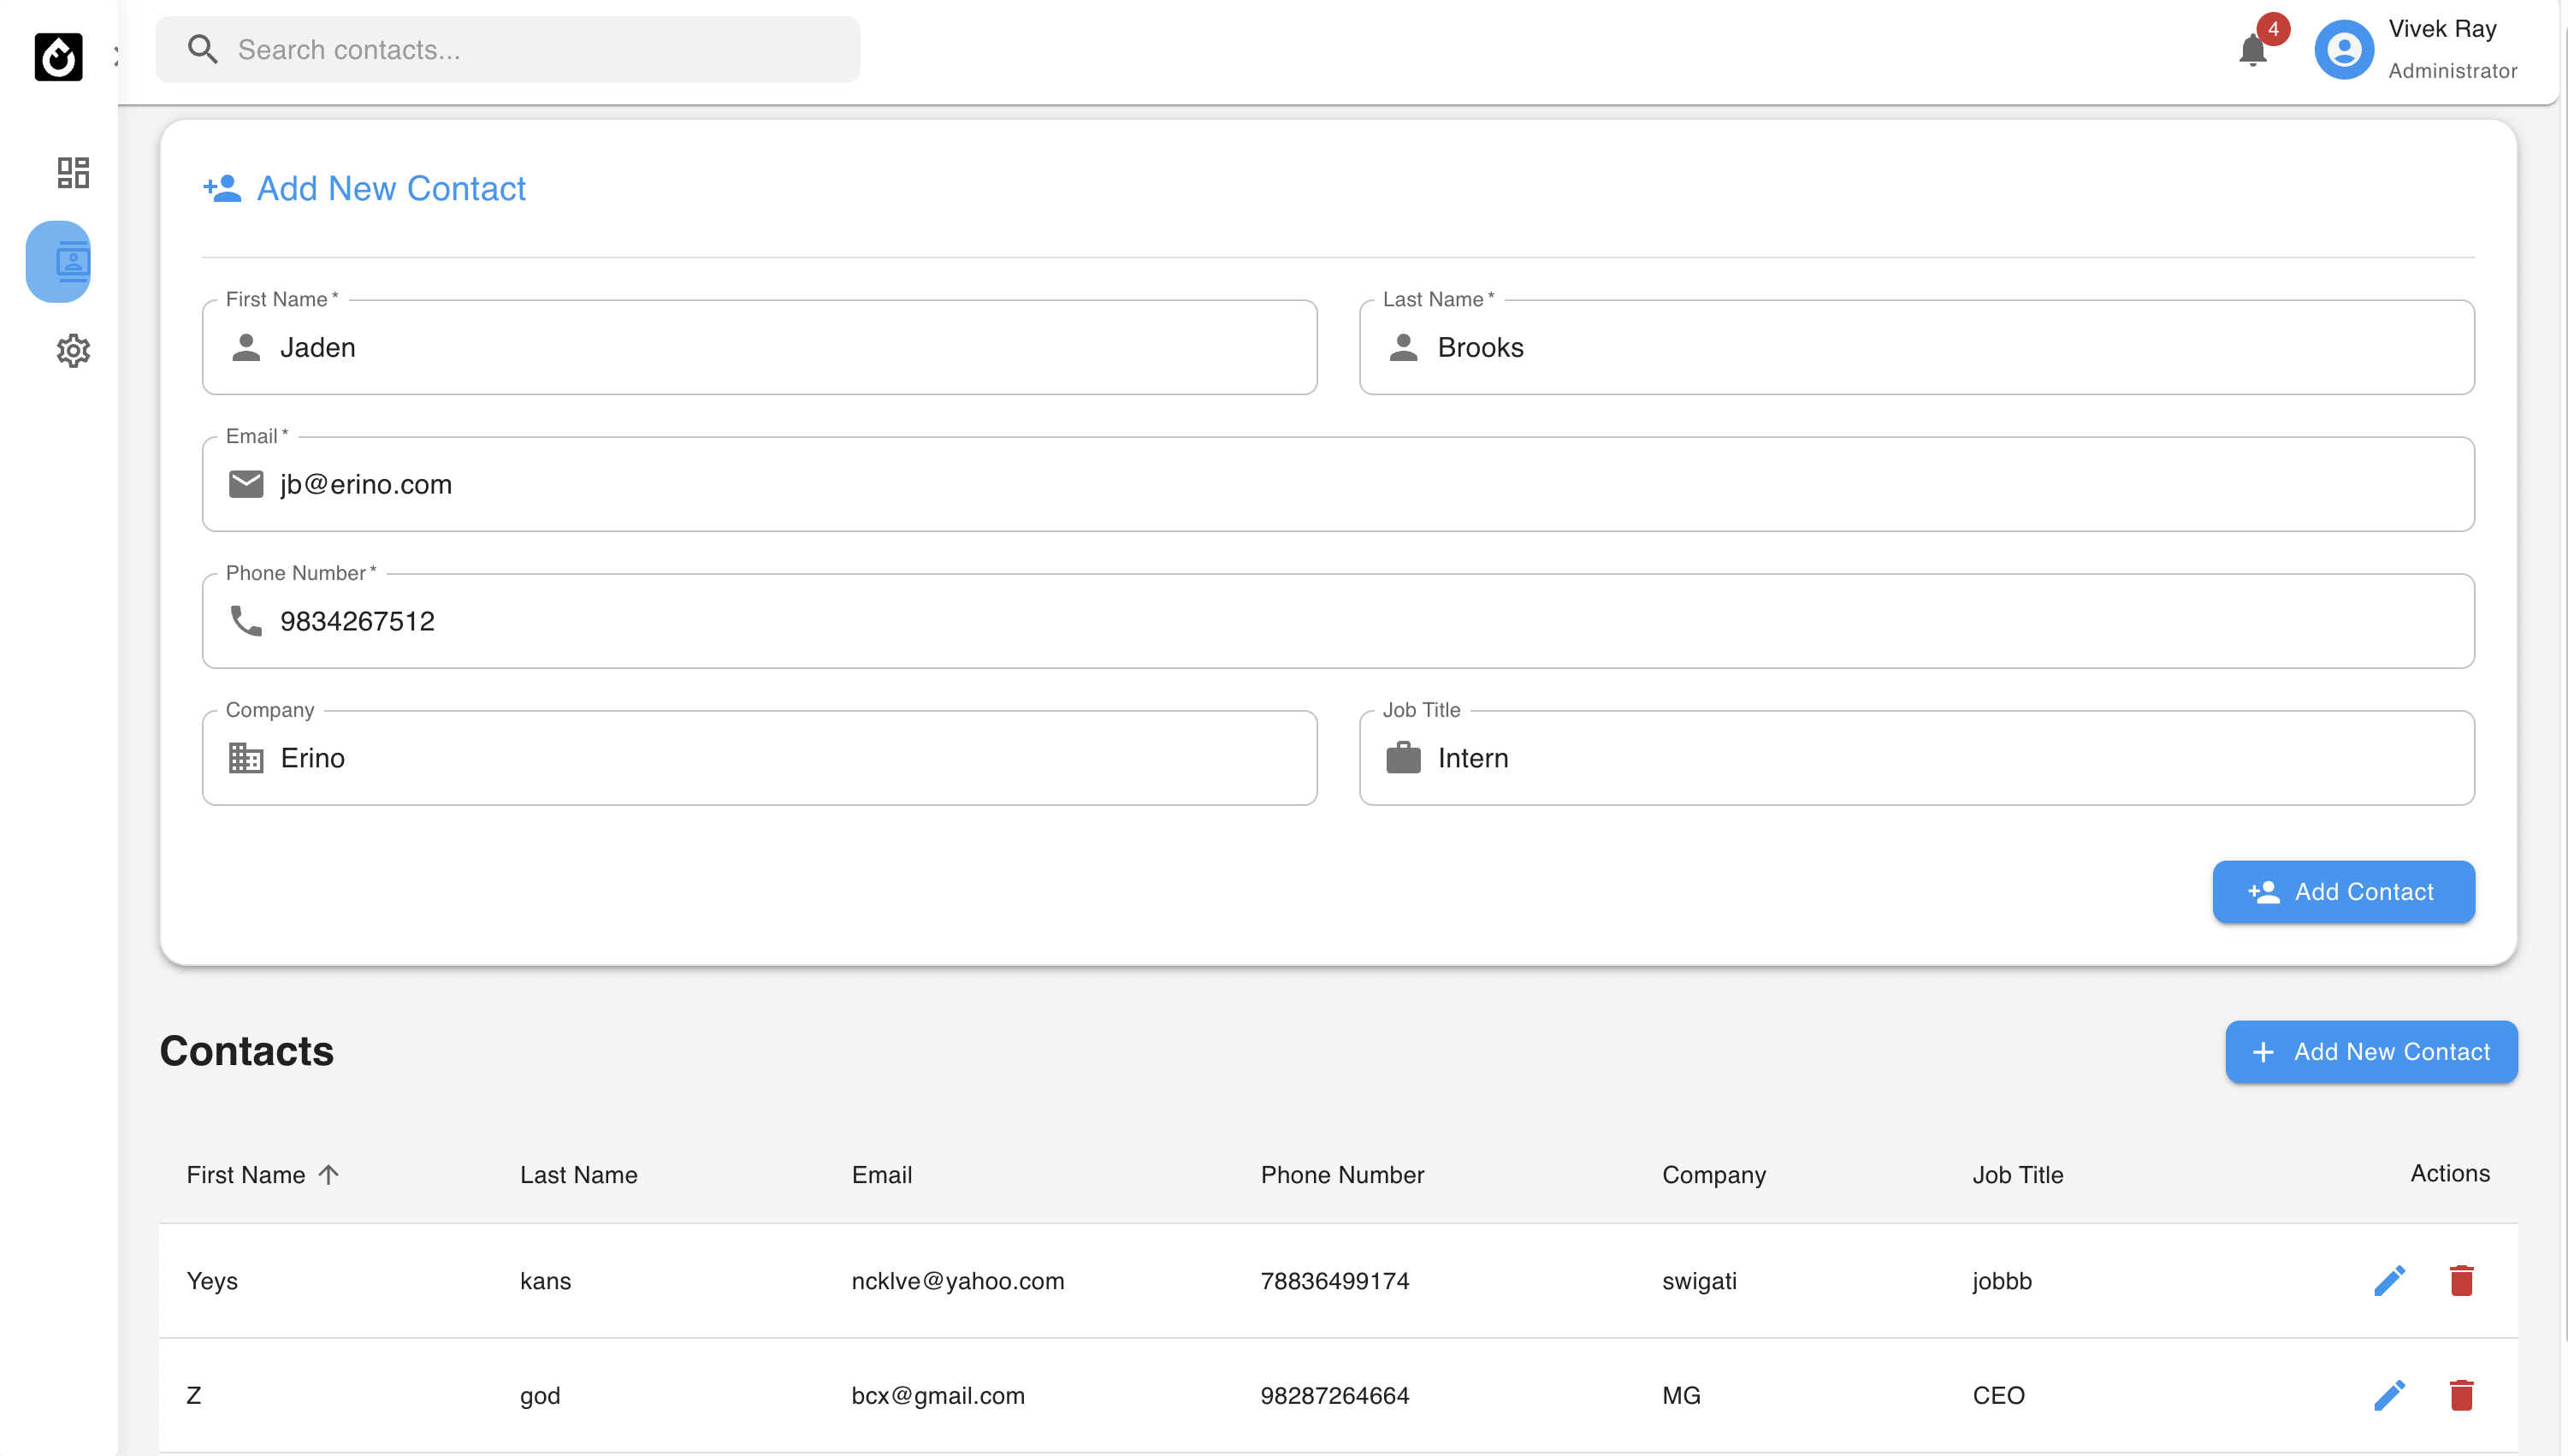 Search contacts...
4
Vivek Ray
Administrator
Add New Contact
First Name *
Jaden
Last Name *
Brooks
Email *
jb@erino.com
Phone Number *
9834267512
Company
Erino
Job Title
Intern
Add Contact
Contacts
Add New Contact
First Name Last Name Email Phone Number Company Job Title Actions
Yeys kans ncklve@yahoo.com 78836499174 swigati jobbb
Z god bcx@gmail.com 98287264664 MG CEO